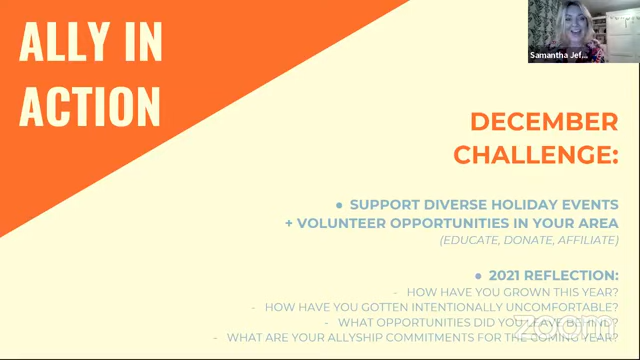 ALLY IN
ACTION
Samantha Jef...
DECEMBER
CHALLENGE:
● SUPPORT DIVERSE HOLIDAY EVENTS
+ VOLUNTEER OPPORTUNITIES IN YOUR AREA
(EDUCATE, DONATE, AFFILIATE)
● 2021 REFLECTION:
- HOW HAVE YOU GROWN THIS YEAR?
- HOW HAVE YOU GOTTEN INTENTIONALLY UNCOMFORTABLE?
- WHAT OPPORTUNITIES DID YOU LEAVE BEHIND?
- WHAT ARE YOUR ALLYSHIP COMMITMENTS FOR THE COMING YEAR?
zoom